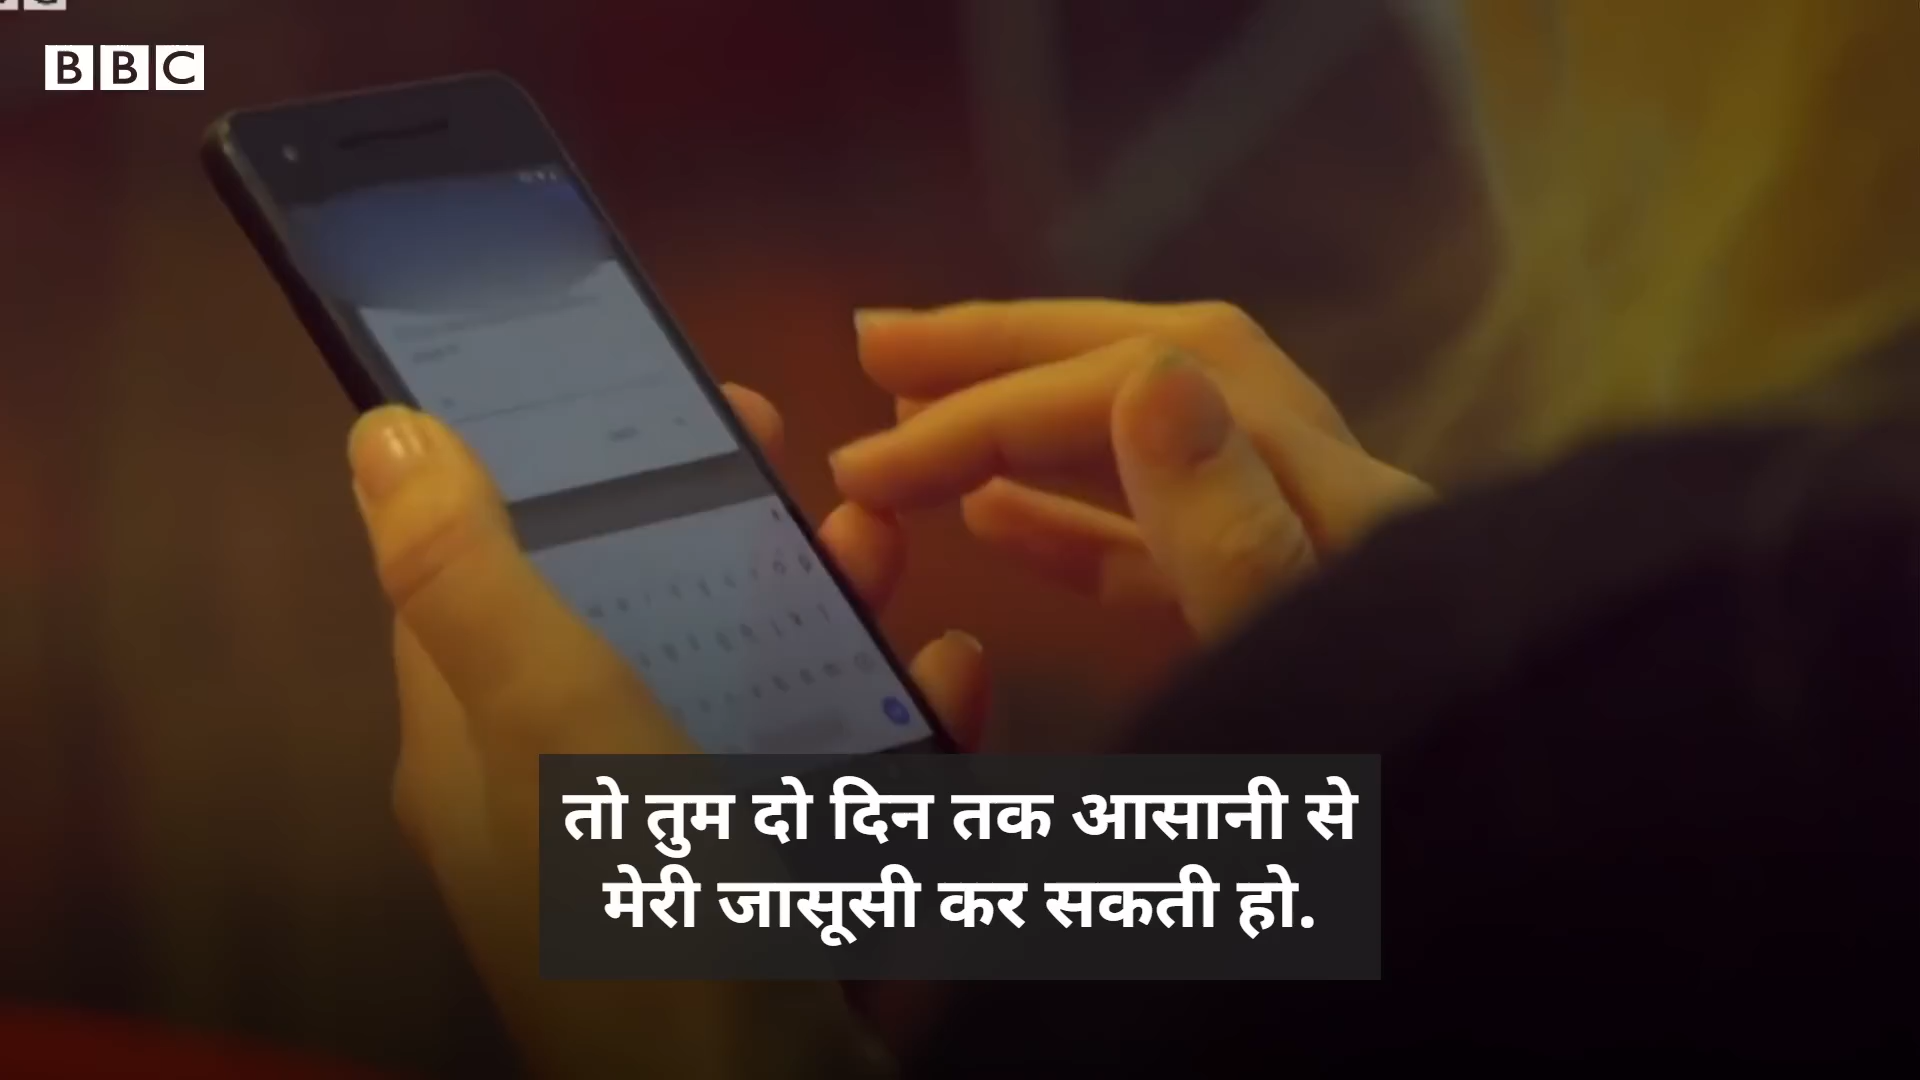 BBC
तो तुम दो दिन तक आसानी से
मेरी जासूसी कर सकती हो.